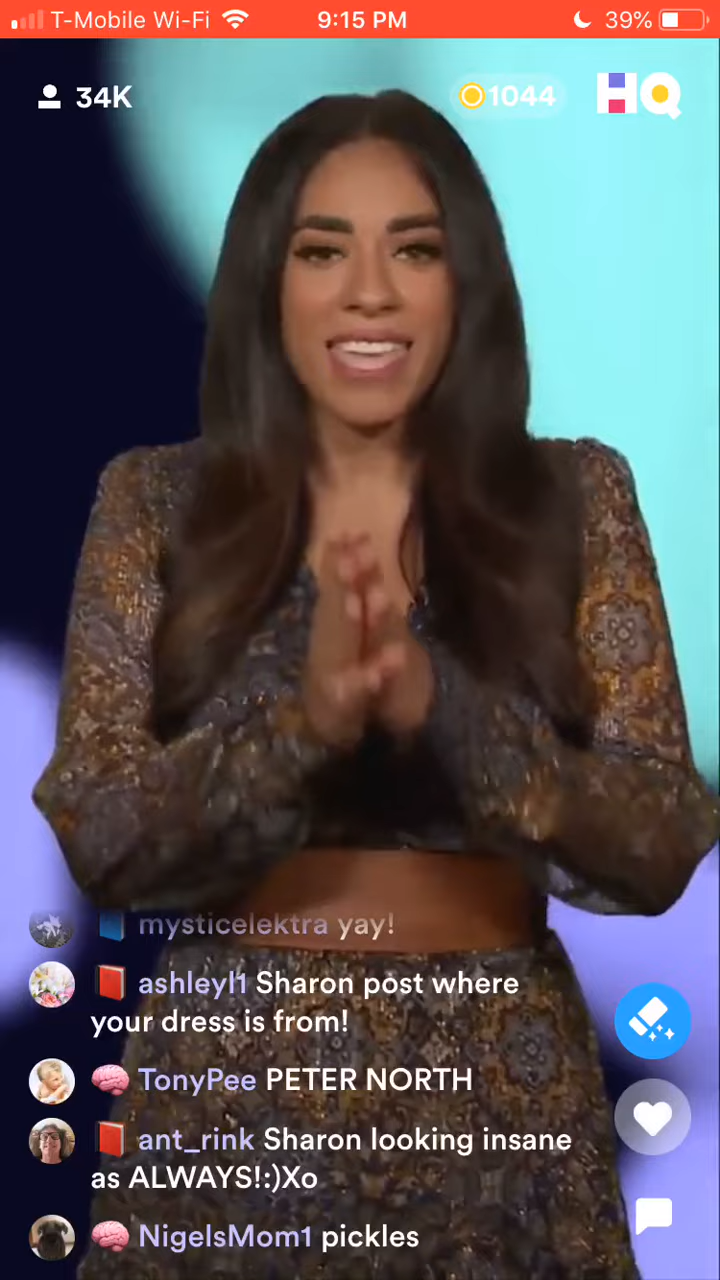 T-Mobile Wi-Fi 9:15 PM 39%
34K 1044 HQ
mysticelektra yay!
ashleyl1 Sharon post where
your dress is from!
TonyPee PETER NORTH
ant_rink Sharon looking insane
as ALWAYS!:)Xo
NigelsMom1 pickles